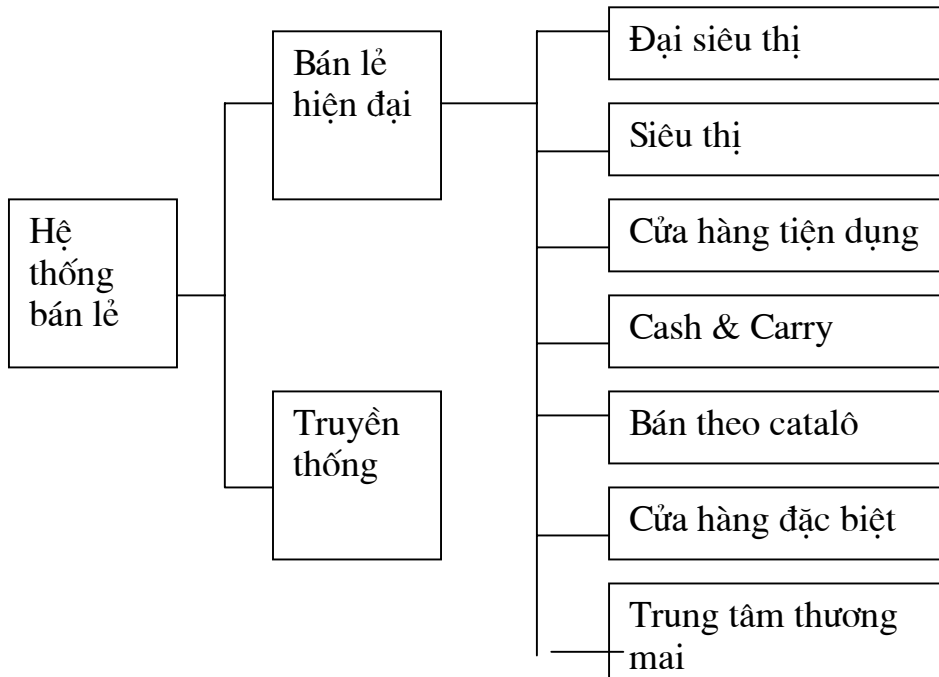 Hệ
thống
bán lẻ
Bán lẻ
hiện đại
Truyền
thống
Đại siêu thị
Siêu thị
Cửa hàng tiện dụng
Cash & Carry
Bán theo catalô
Cửa hàng đặc biệt
Trung tâm thương
mai